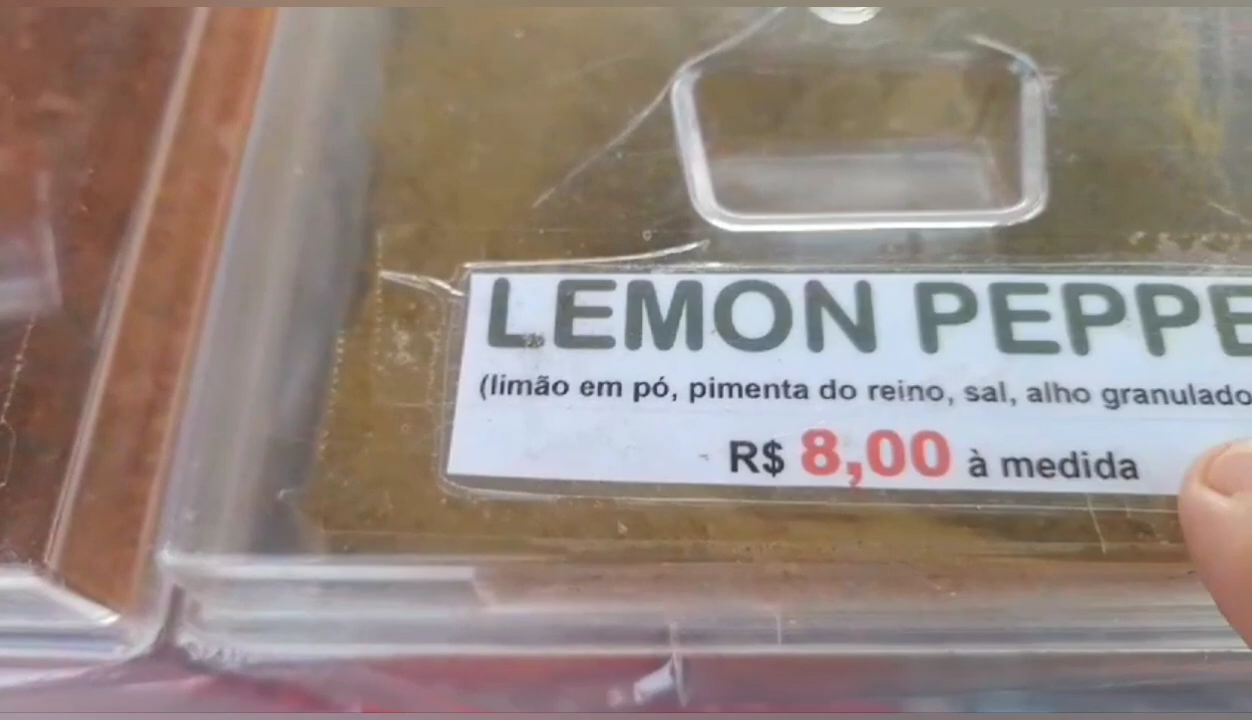 LEMON PEPPE
(limão em pó, pimenta do reino, sal, alho granulado
R$ 8,00 à medida